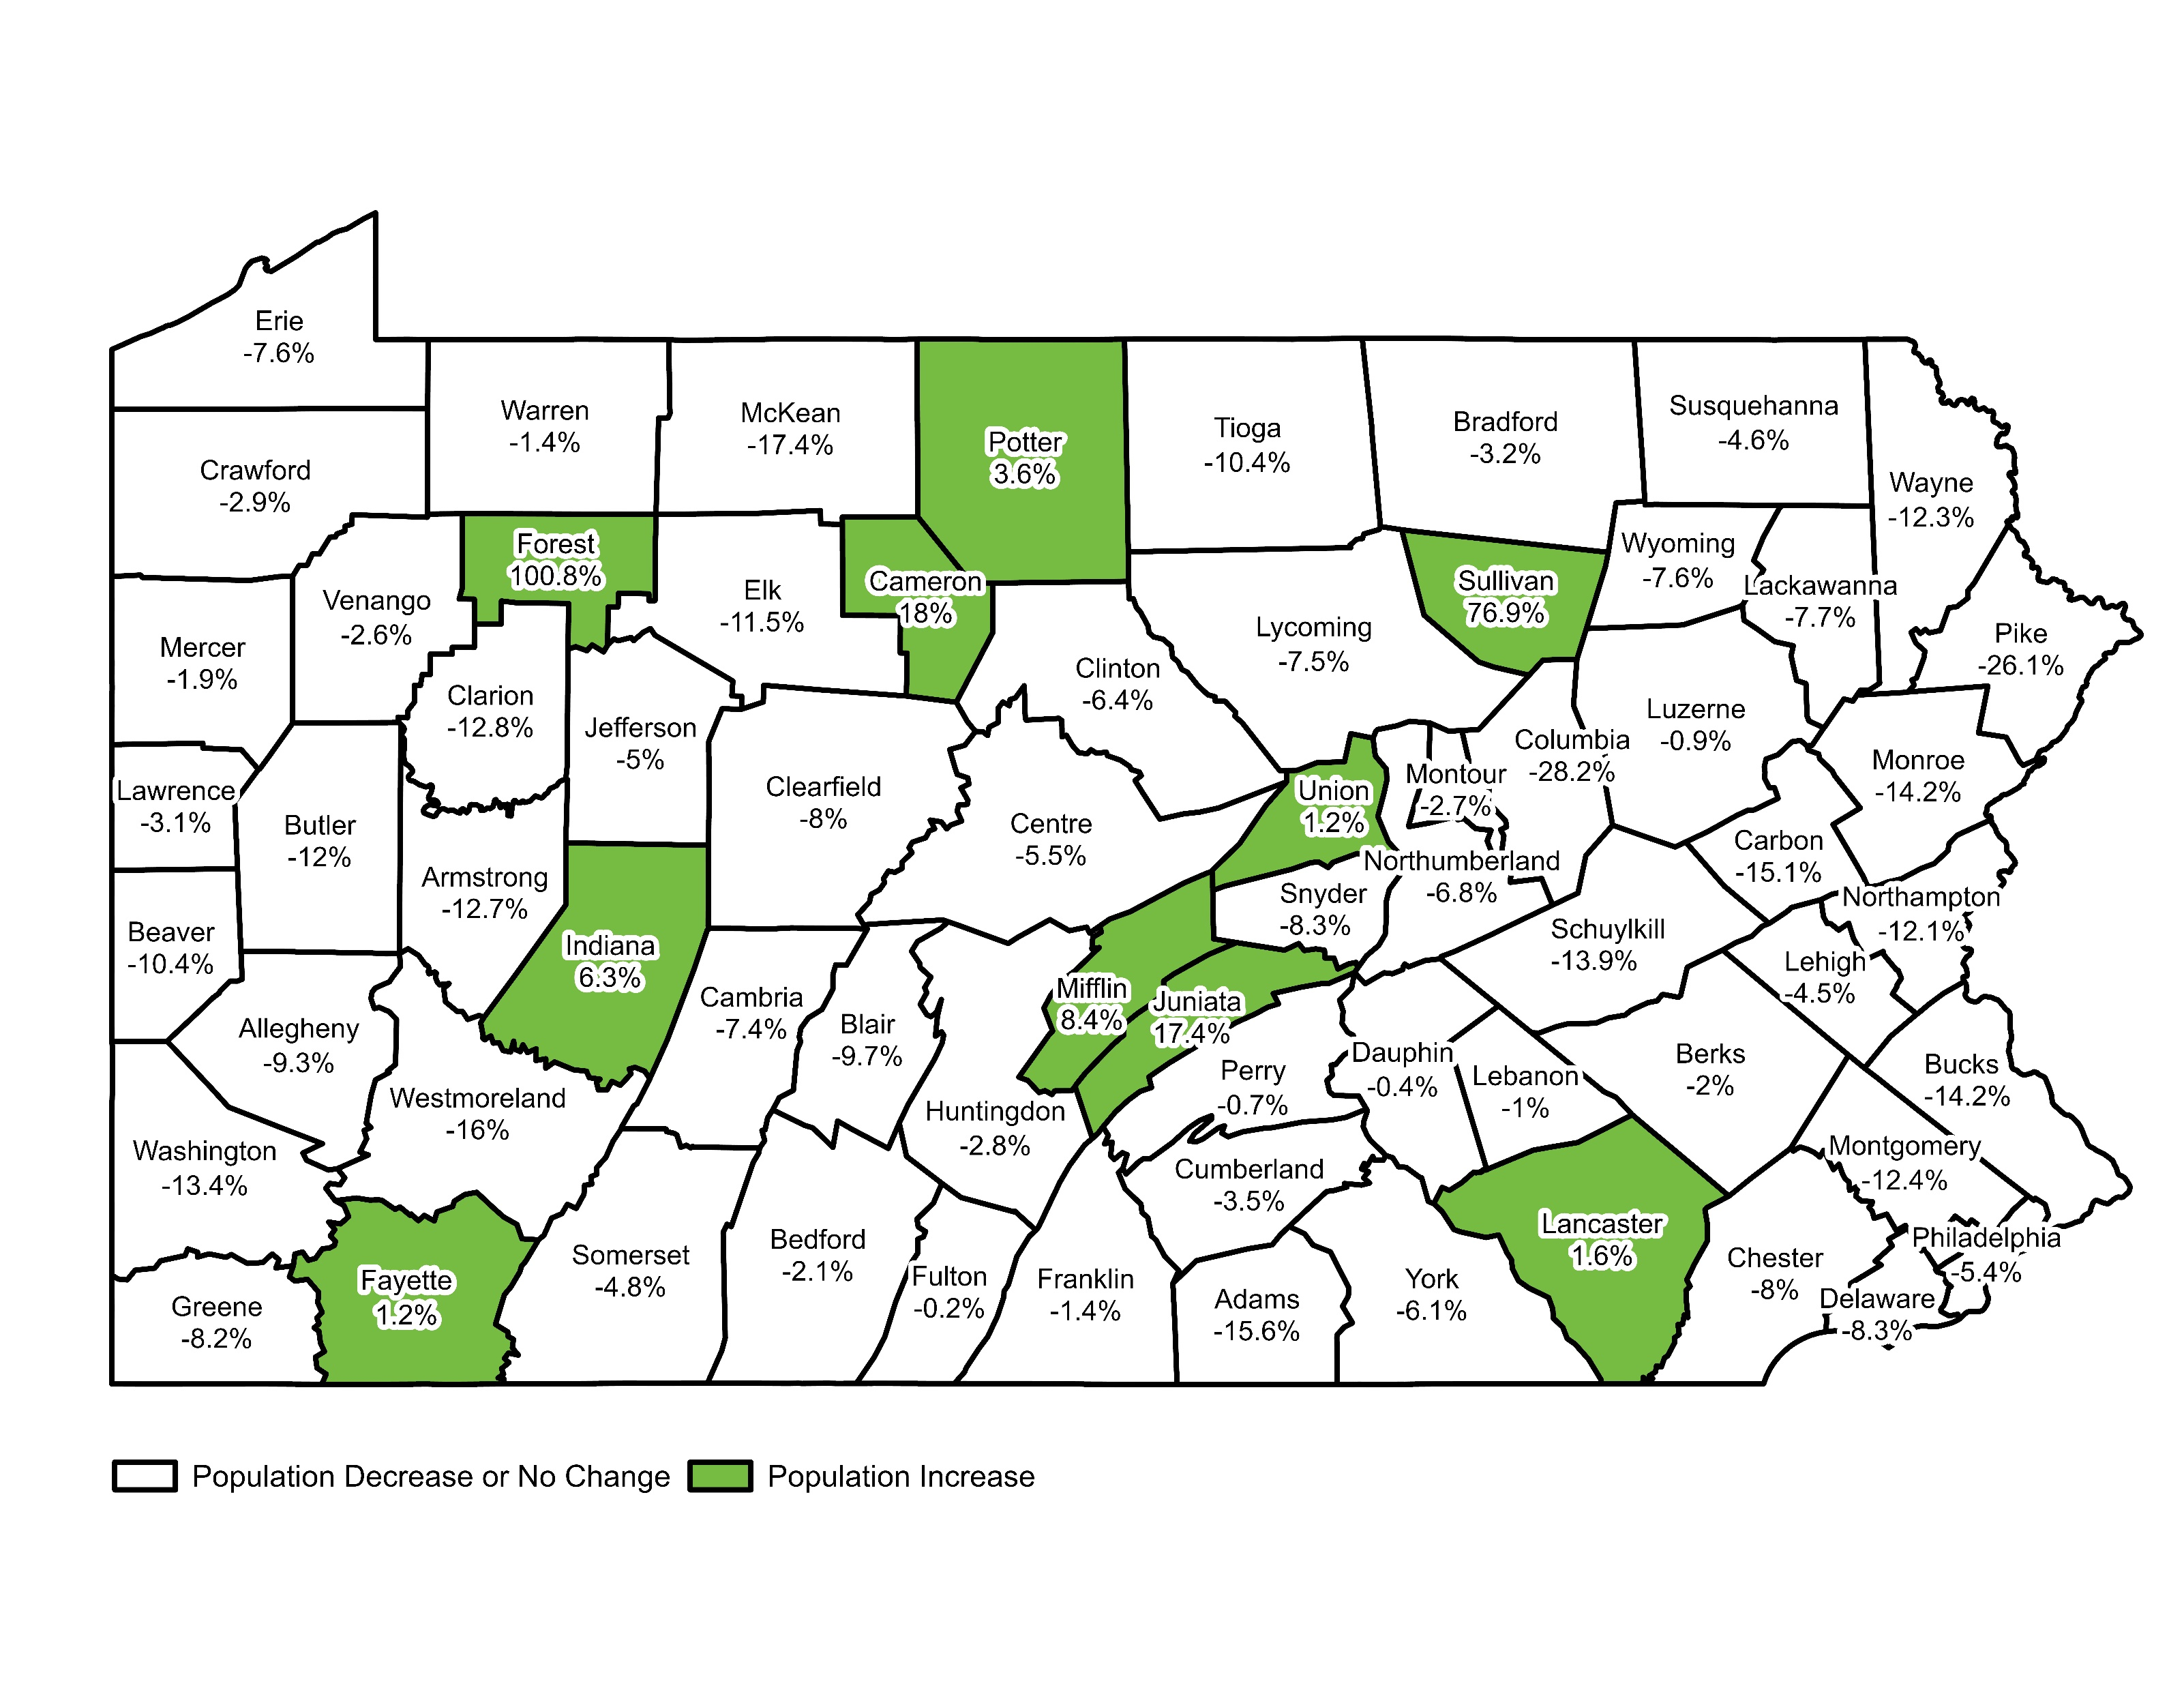 Erie
-7.6%
Warren
-1.4%
McKean
-17.4%
Potter
3.6%
Tioga
-10.4%
Bradford
-3.2%
Susquehanna
-4.6%
Wayne
-12.3%
Crawford
-2.9%
Forest
100.8%
Elk
-11.5%
Cameron
18%
Sullivan
76.9%
Wyoming
-7.6%
Lackawanna
-7.7%
Pike
-26.1%
Venango
-2.6%
Mercer
-1.9%
Clarion
-12.8%
Jefferson
-5%
Clinton
-6.4%
Lycoming
-7.5%
Columbia
-28.2%
Luzerne
-0.9%
Monroe
-14.2%
Lawrence
-3.1%
Butler
-12%
Clearfield
-8%
Centre
-5.5%
Union
1.2%
Montour
-2.7%
Carbon
-15.1%
Armstrong
-12.7%
Snyder
-8.3%
Northumberland
-6.8%
Northampton
-12.1%
Beaver
-10.4%
Indiana
6.3%
Schuylkill
-13.9%
Lehigh
-4.5%
Allegheny
-9.3%
Cambria
-7.4%
Blair
-9.7%
Mifflin
8.4%
Juniata
17.4%
Perry
-0.7%
Dauphin
-0.4%
Lebanon
-1%
Berks
-2%
Bucks
-14.2%
Westmoreland
-16%
Huntingdon
-2.8%
Washington
-13.4%
Cumberland
-3.5%
Montgomery
-12.4%
Lancaster
1.6%
Philadelphia
-5.4%
Greene
-8.2%
Fayette
1.2%
Somerset
-4.8%
Bedford
-2.1%
Fulton
-0.2%
Franklin
-1.4%
Adams
-15.6%
York
-6.1%
Chester
-8%
Delaware
-8.3%
Population Decrease or No Change
Population Increase